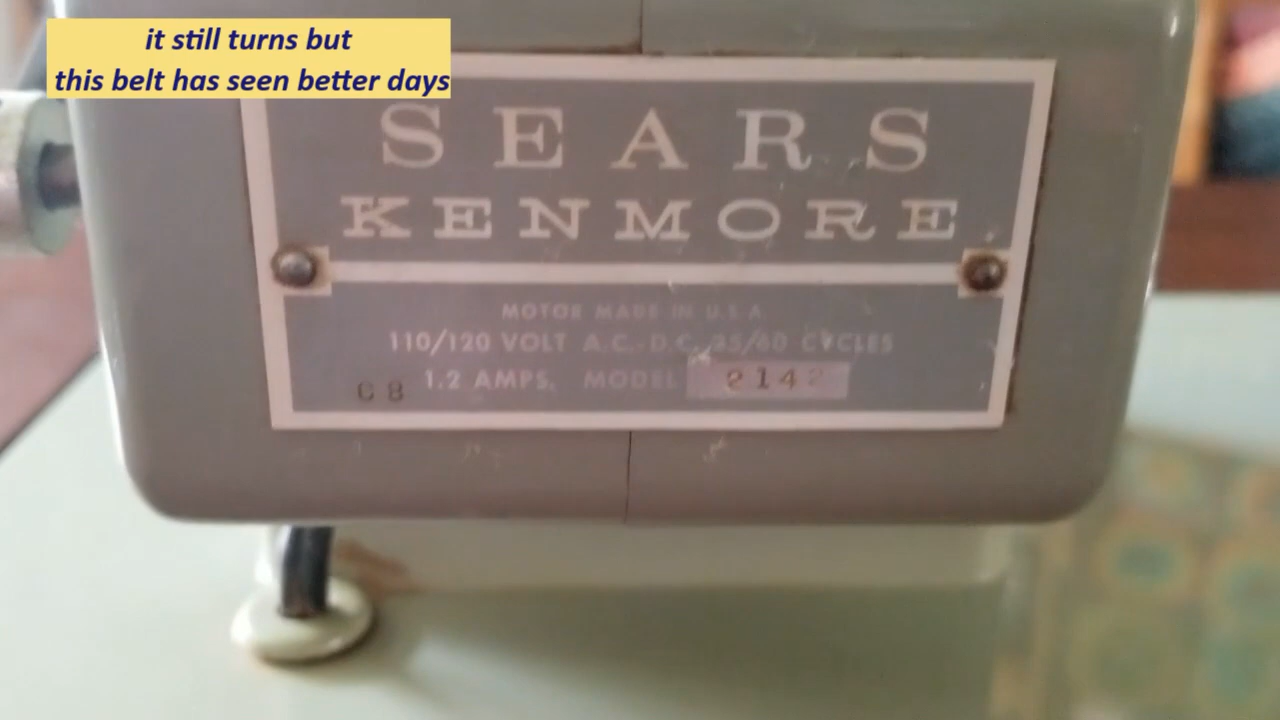 it still turns but
this belt has seen better days
SEARS
KENMORE
MOTOR MADE IN U.S.A.
110/120 VOLT A.C.-D.C. 25/60 CYCLES
CB 1.2 AMPS. MODEL 2142